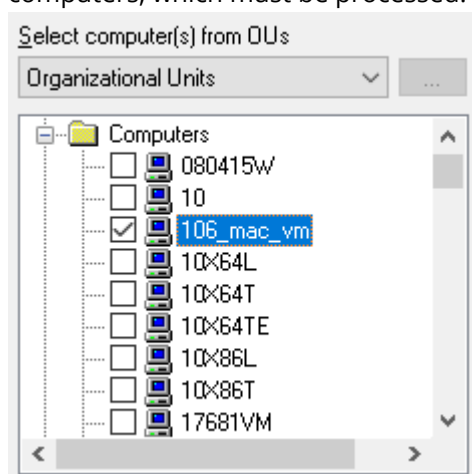 computers, which must be processed.
Select computer(s) from OUs
Organizational Units
...
Computers
080415W
10
106_mac_vm
10X64L
10X64T
10X64TE
10X86L
10X86T
17681VM